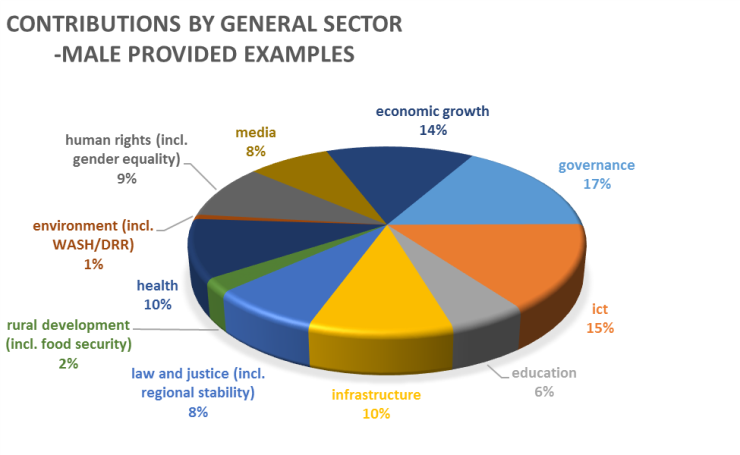 CONTRIBUTIONS BY GENERAL SECTOR
-MALE PROVIDED EXAMPLES
economic growth
14%
governance
17%
ict
15%
education
6%
infrastructure
10%
law and justice (incl.
regional stability)
8%
rural development
(incl. food security)
2%
health
10%
environment (incl.
WASH/DRR)
1%
human rights (incl.
gender equality)
9%
media
8%